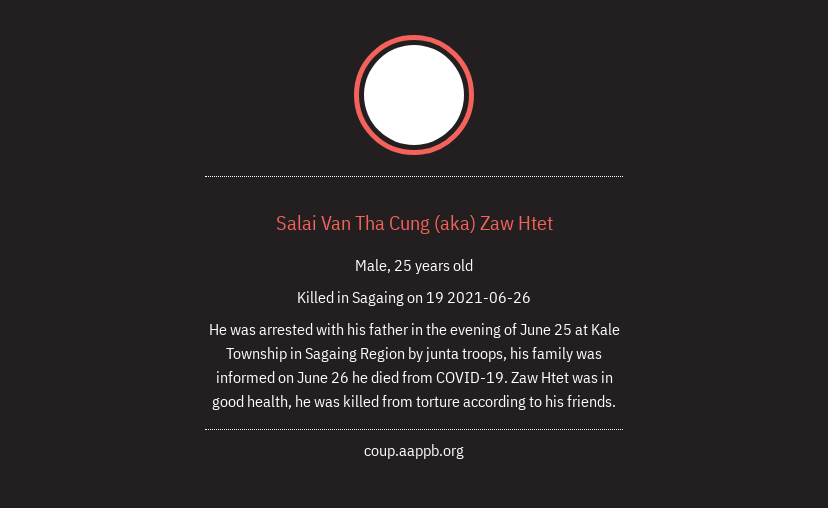 Salai Van Tha Cung (aka) Zaw Htet
Male, 25 years old
Killed in Sagaing on 19 2021-06-26
He was arrested with his father in the evening of June 25 at Kale
Township in Sagaing Region by junta troops, his family was
informed on June 26 he died from COVID-19. Zaw Htet was in
good health, he was killed from torture according to his friends.
coup.aappb.org